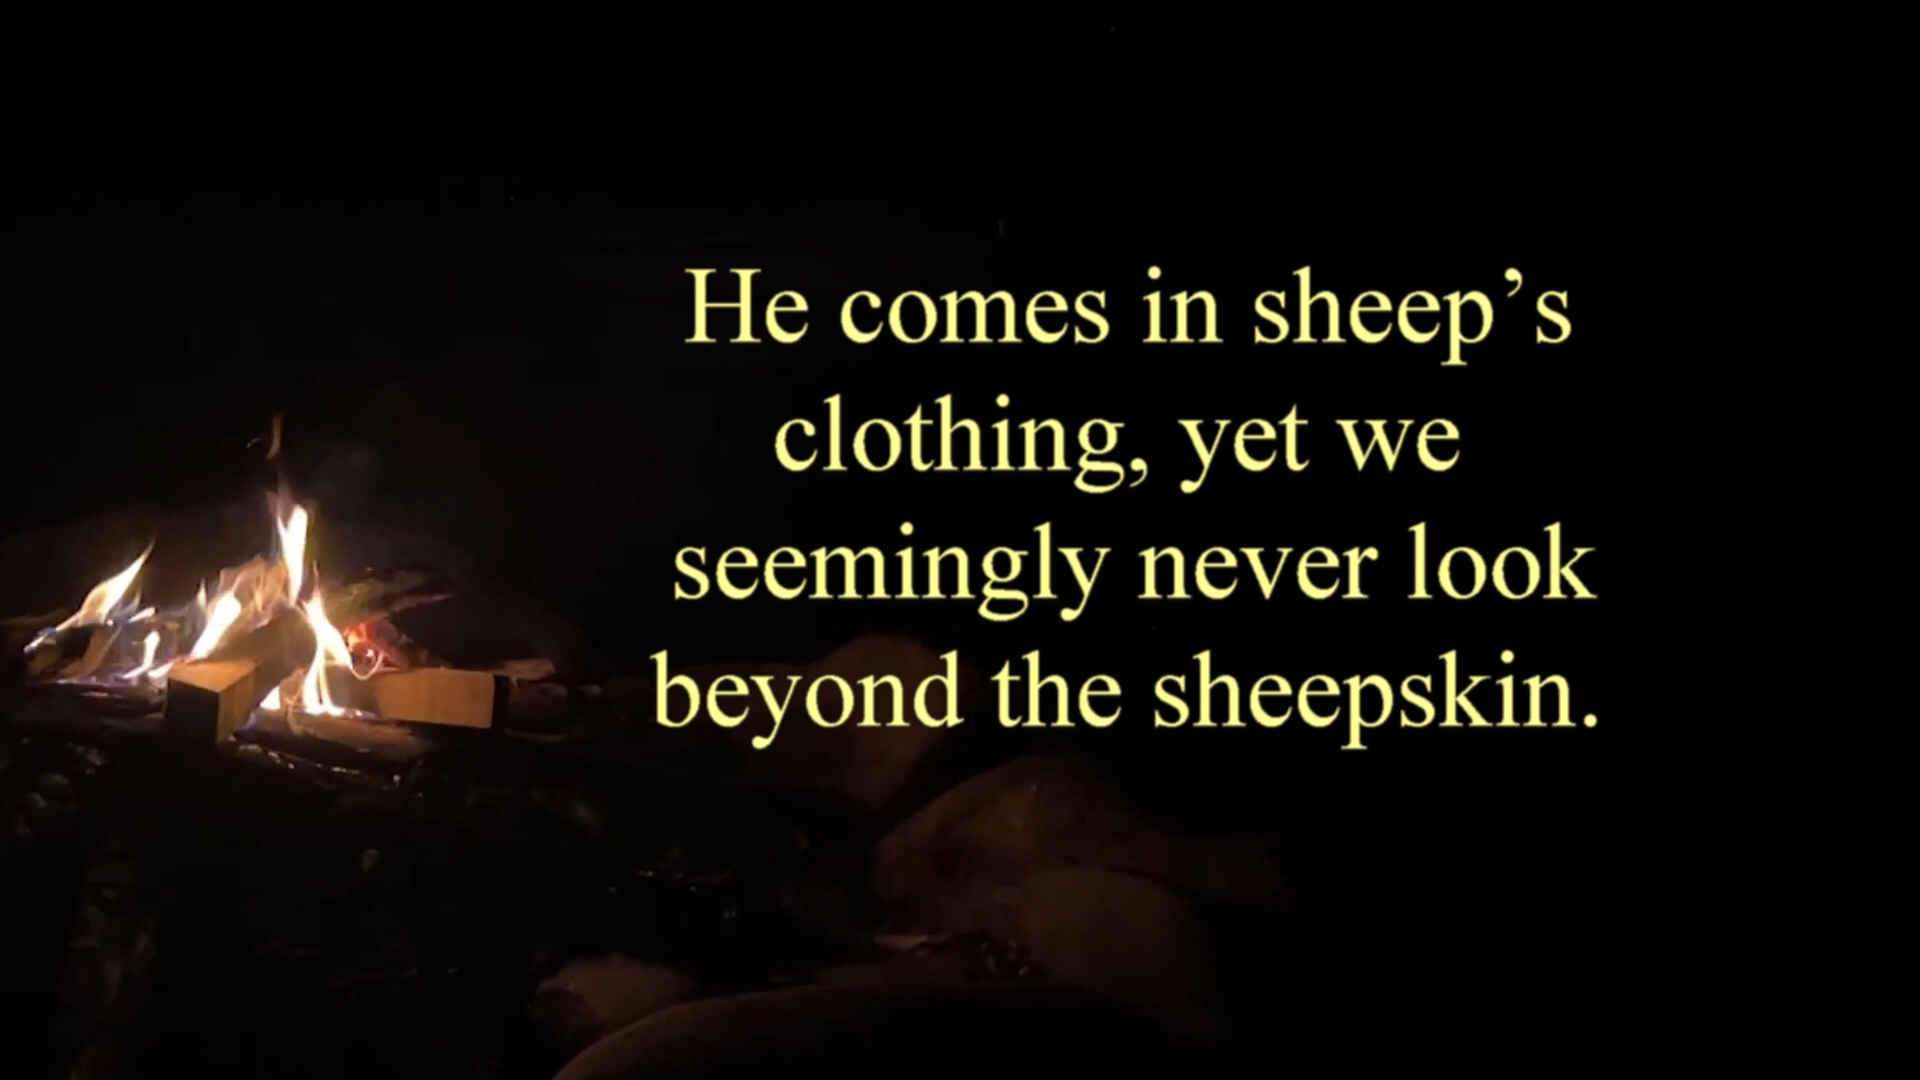 He comes in sheep’s
clothing, yet we
seemingly never look
beyond the sheepskin.